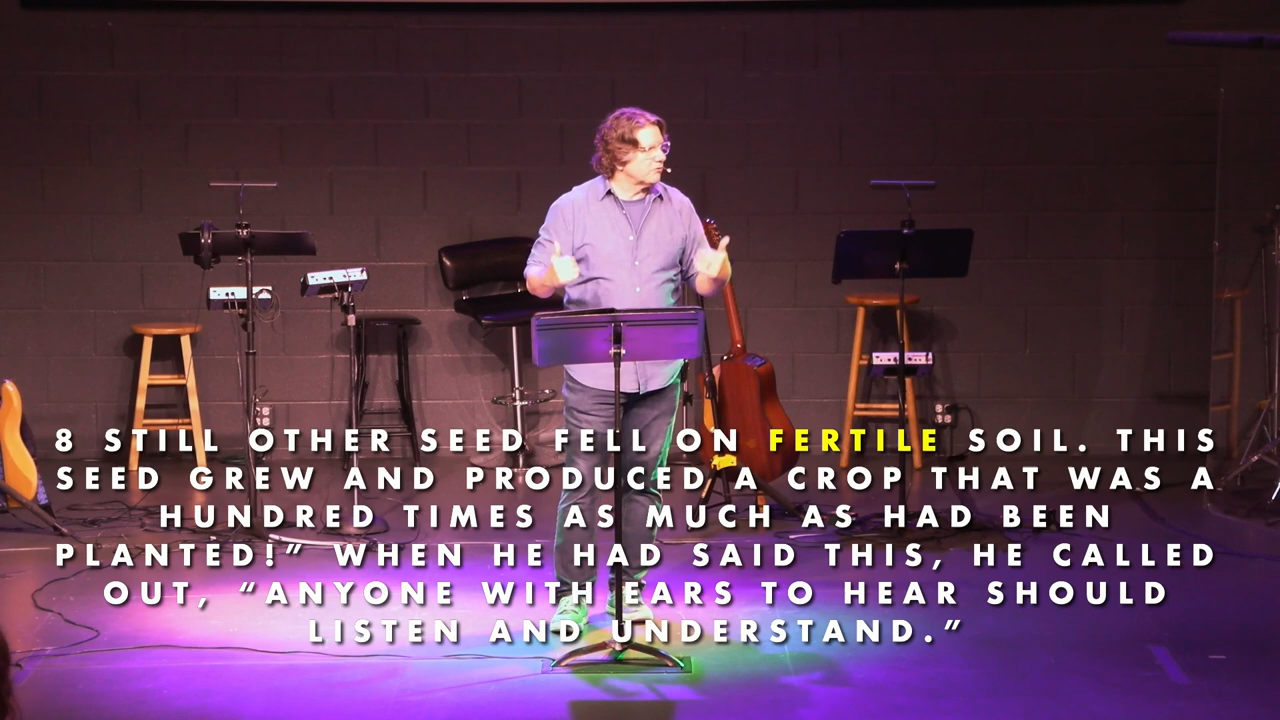 8 STILL OTHER SEED FELL ON FERTILE SOIL. THIS
SEED GREW AND PRODUCED A CROP THAT WAS A
HUNDRED TIMES AS MUCH AS HAD BEEN
PLANTED!” WHEN HE HAD SAID THIS, HE CALLED
OUT, “ANYONE WITH EARS TO HEAR SHOULD
LISTEN AND UNDERSTAND.”